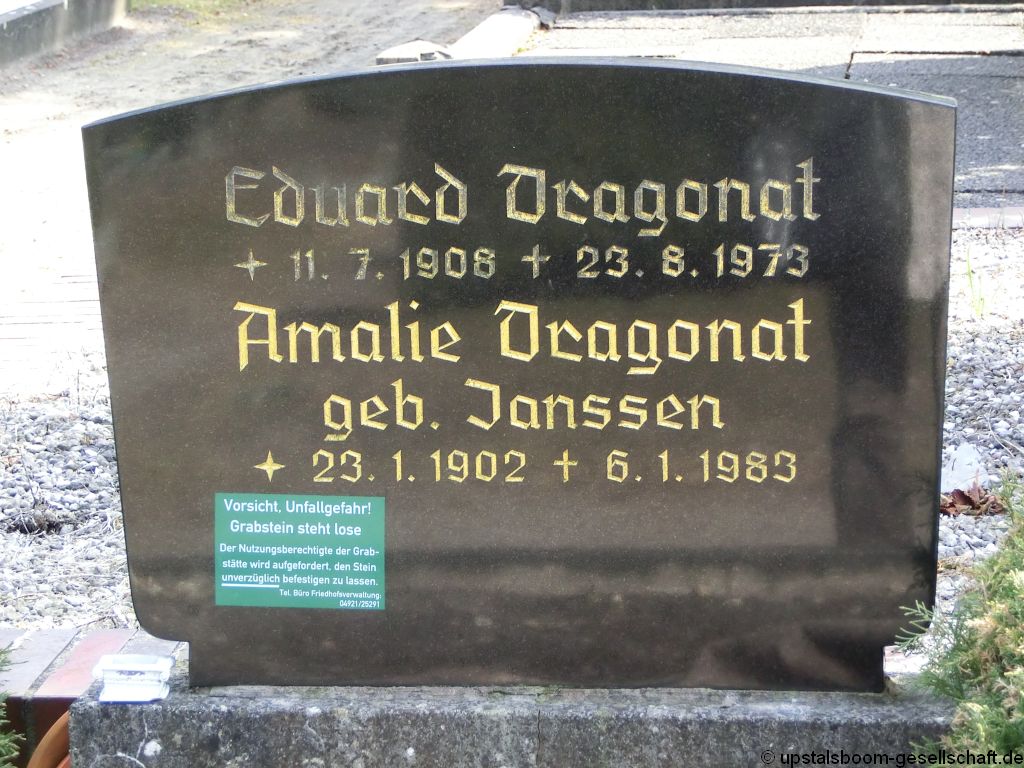 Eduard Dragonat
✦ 11. 7. 1908 ✝ 23. 8. 1973
Amalie Dragonat
geb. Janssen
✦ 23. 1. 1902 ✝ 6. 1. 1983
Vorsicht, Unfallgefahr!
Grabstein steht lose
Der Nutzungsberechtigte der Grab-
stätte wird aufgefordert, den Stein
unverzüglich befestigen zu lassen.
Tel. Büro Friedhofsverwaltung:
04921/25291
© upstalsboom-gesellschaft.de